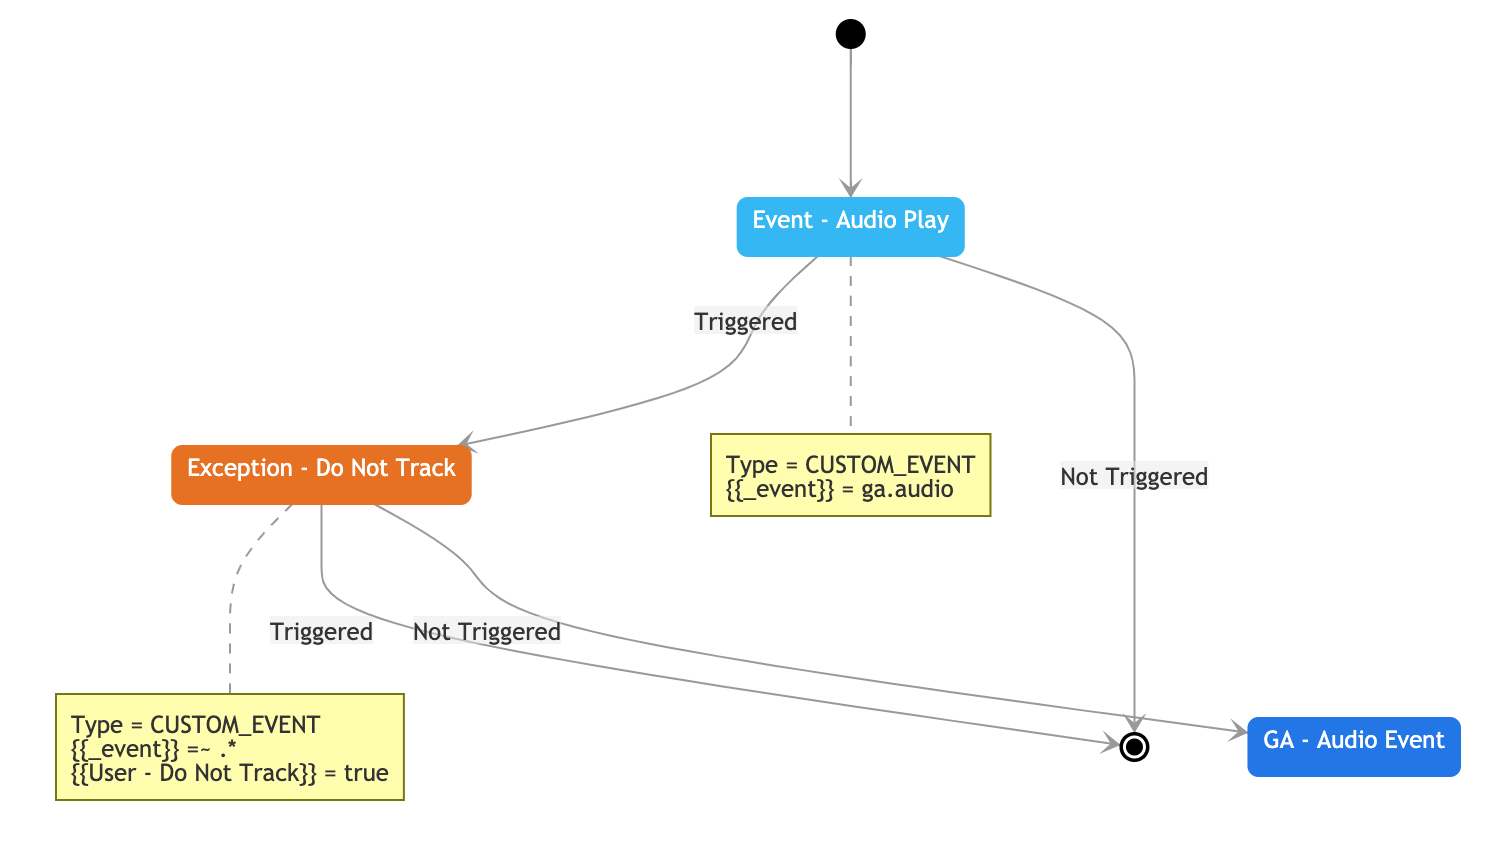 Event - Audio Play
Triggered
Exception - Do Not Track
Type = CUSTOM_EVENT
{{_event}} = ga.audio
Not Triggered
Triggered
Not Triggered
Type = CUSTOM_EVENT
{{_event}} =~ .*
{{User - Do Not Track}} = true
GA - Audio Event